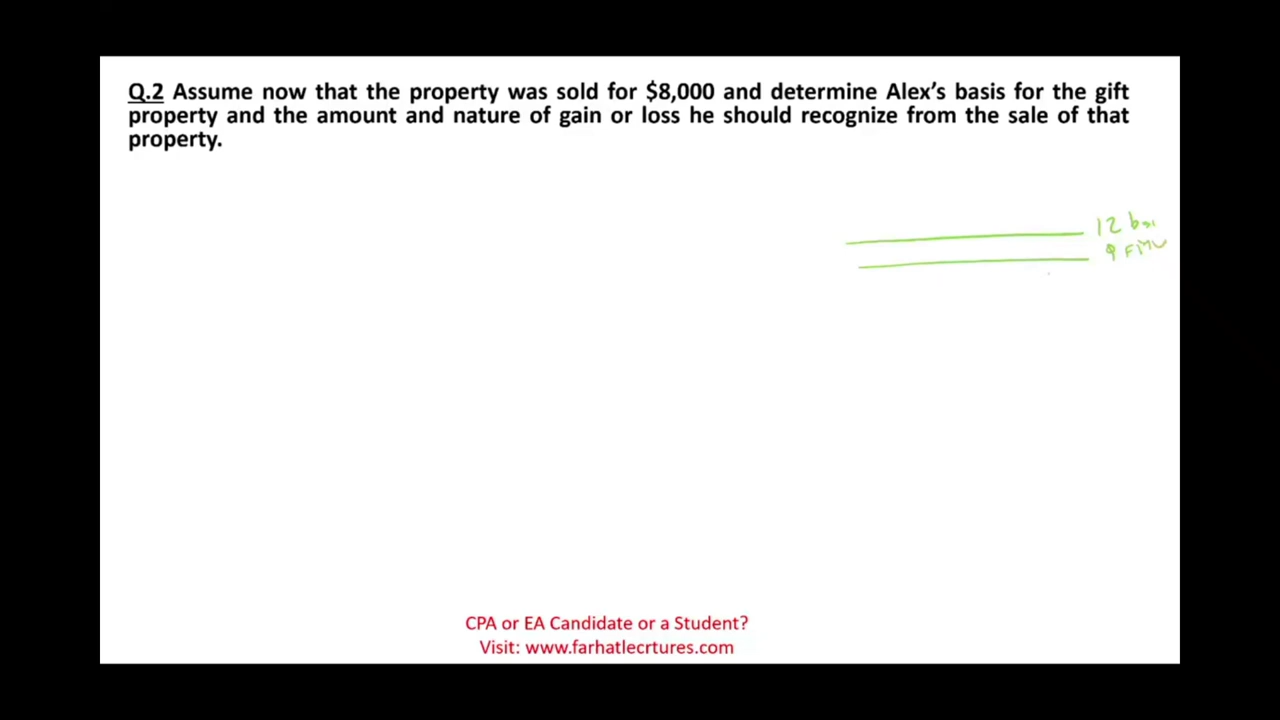 Q.2 Assume now that the property was sold for $8,000 and determine Alex's basis for the gift
property and the amount and nature of gain or loss he should recognize from the sale of that
property.
12
9 FMV
CPA or EA Candidate or a Student?
Visit: www.farhatlecrtures.com